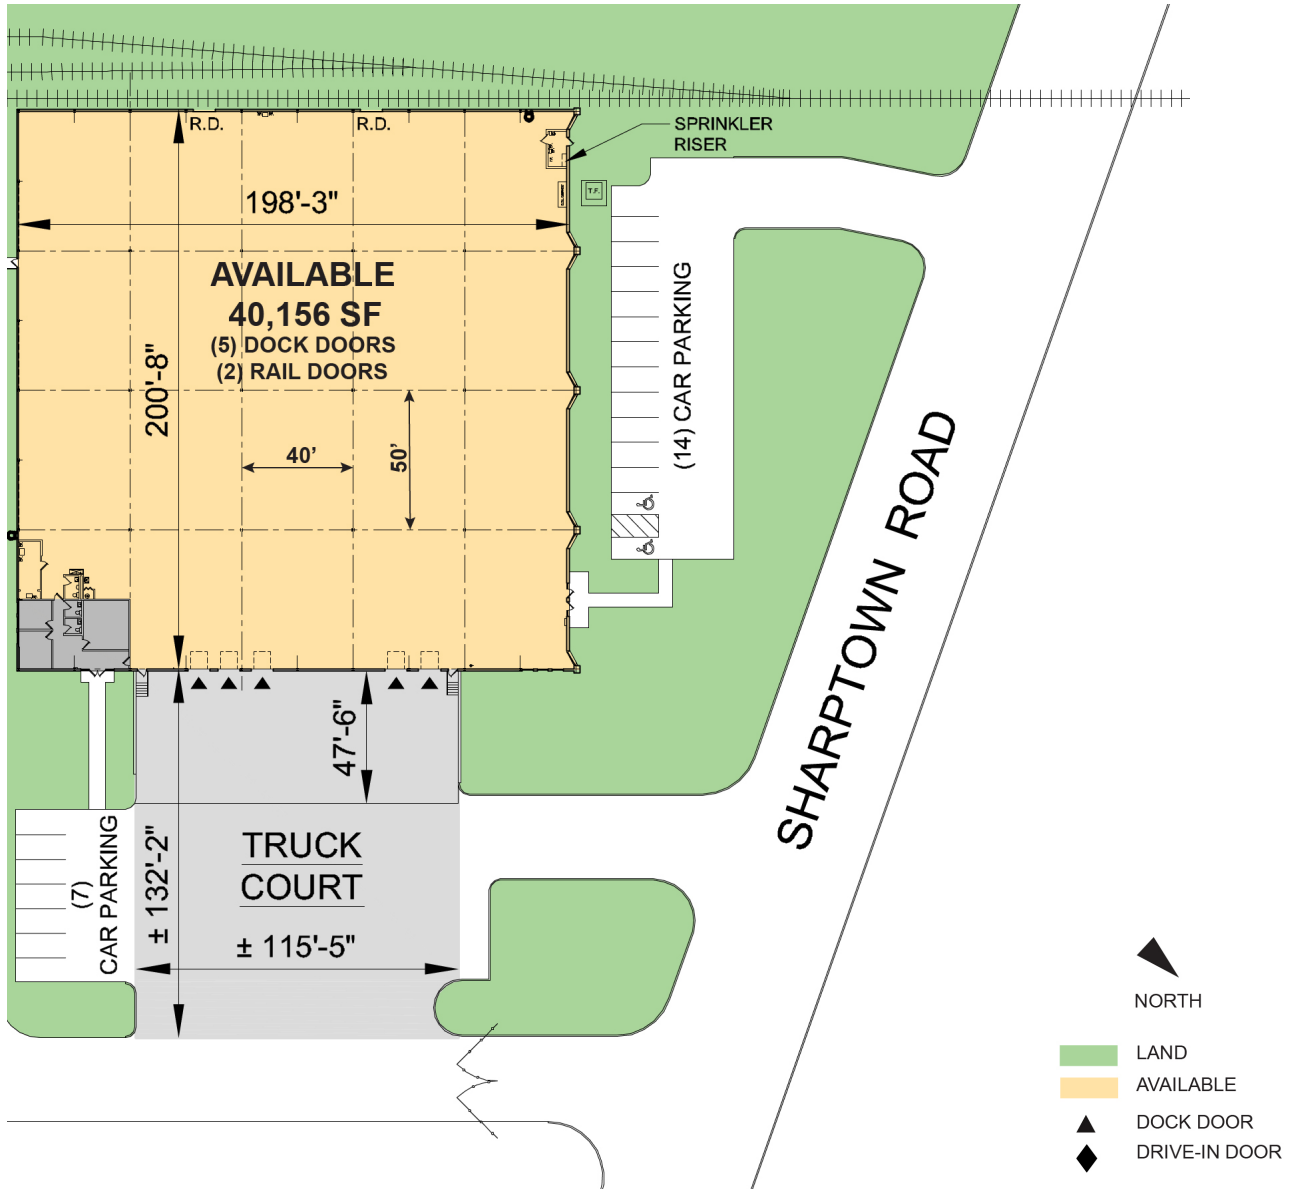 R.D.
R.D.
SPRINKLER
RISER
T.F.
198'-3"
AVAILABLE
40,156 SF
(5) DOCK DOORS
(2) RAIL DOORS
200'-8"
40'
50'
(14) CAR PARKING
SHARPTOWN ROAD
47'-6"
TRUCK
COURT
± 132'-2"
± 115'-5"
(7)
CAR PARKING
NORTH
LAND
AVAILABLE
DOCK DOOR
DRIVE-IN DOOR